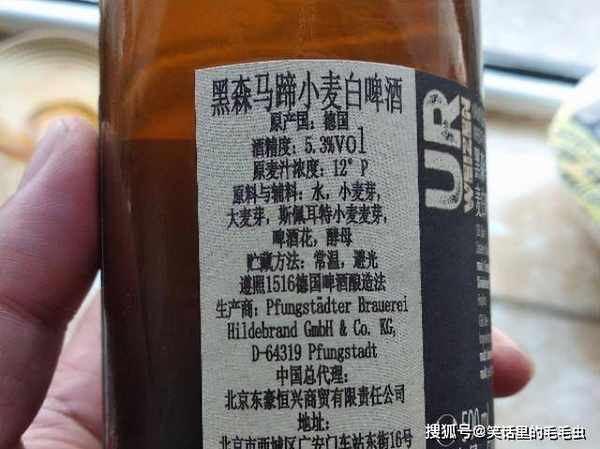 黑森马蹄小麦白啤酒
原产国：德国
酒精度：5.3%vol
原麦汁浓度：12°P
原料与辅料：水，小麦芽，
大麦芽，斯佩耳特小麦麦芽，
啤酒花，酵母
贮藏方法：常温，避光
遵照1516德国啤酒酿造法
生产商：Pfungstädter Brauerei
Hildebrand GmbH & Co. KG,
D-64319 Pfungstadt
中国总代理：
北京东豪恒兴商贸有限责任公司
地址：
北京市西城区广安门车站东街16号
UR
WEIZEN
搜狐号@笑话里的毛毛虫